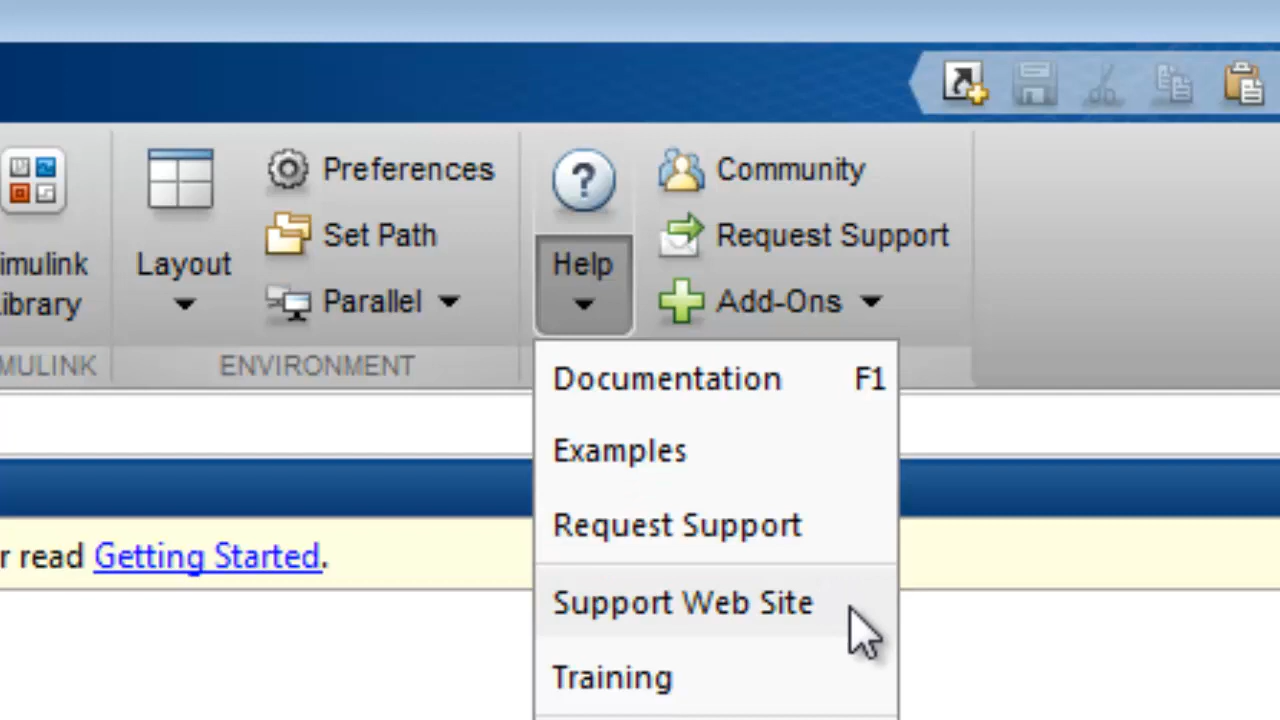 Preferences
Community
Set Path
Request Support
imulink
Layout
Help
ibrary
Parallel
Add-Ons
MULINK
ENVIRONMENT
Documentation F1
Examples
Request Support
r read Getting Started.
Support Web Site
Training